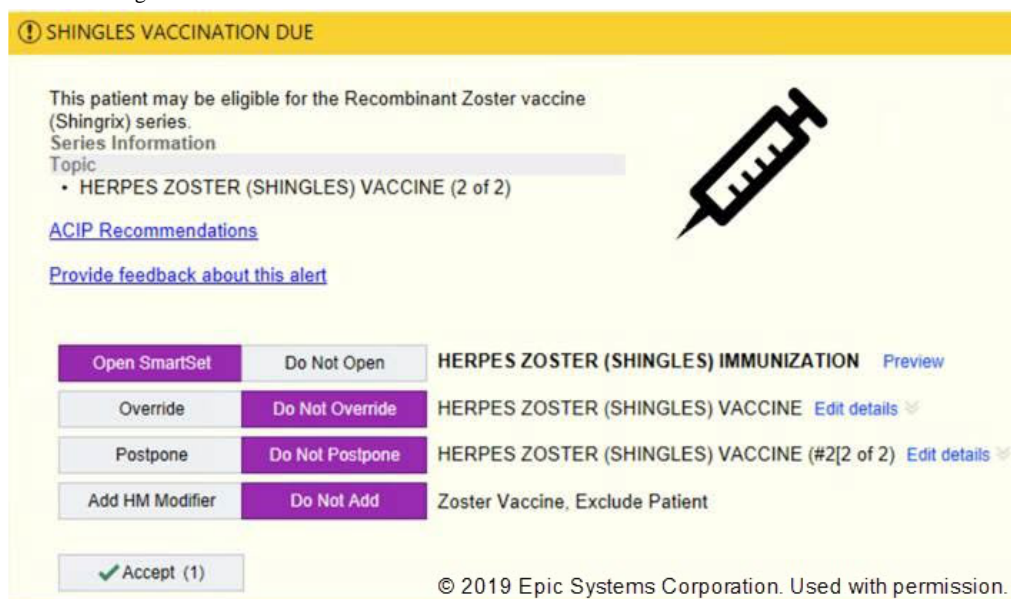 SHINGLES VACCINATION DUE
This patient may be eligible for the Recombinant Zoster vaccine
(Shingrix) series.
Series Information
Topic
• HERPES ZOSTER (SHINGLES) VACCINE (2 of 2)
ACIP Recommendations
Provide feedback about this alert
Open SmartSet Do Not Open HERPES ZOSTER (SHINGLES) IMMUNIZATION Preview
Override Do Not Override HERPES ZOSTER (SHINGLES) VACCINE Edit details
Postpone Do Not Postpone HERPES ZOSTER (SHINGLES) VACCINE (#2[2 of 2) Edit details
Add HM Modifier Do Not Add Zoster Vaccine, Exclude Patient
Accept (1)
© 2019 Epic Systems Corporation. Used with permission.